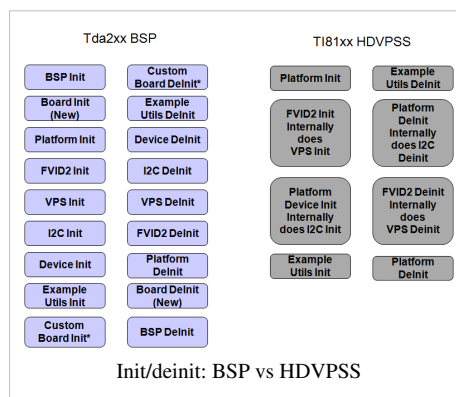 Tda2xx BSP
TI81xx HDVPSS
BSP Init
Custom
Board DeInit*
Board Init
(New)
Example
Utils DeInit
Platform Init
Device DeInit
FVID2 Init
I2C DeInit
VPS Init
VPS DeInit
I2C Init
FVID2 DeInit
Device Init
Platform
DeInit
Example
Utils Init
Board DeInit
(New)
Custom
Board Init*
BSP DeInit
Platform Init
Example
Utils DeInit
FVID2 Init
Internally
does
VPS Init
Platform
DeInit
Internally
does I2C
Deinit
Platform
Device Init
Internally
does I2C Init
FVID2 Deinit
Internally
does
VPS Deinit
Example
Utils Init
Platform
DeInit
Init/deinit: BSP vs HDVPSS